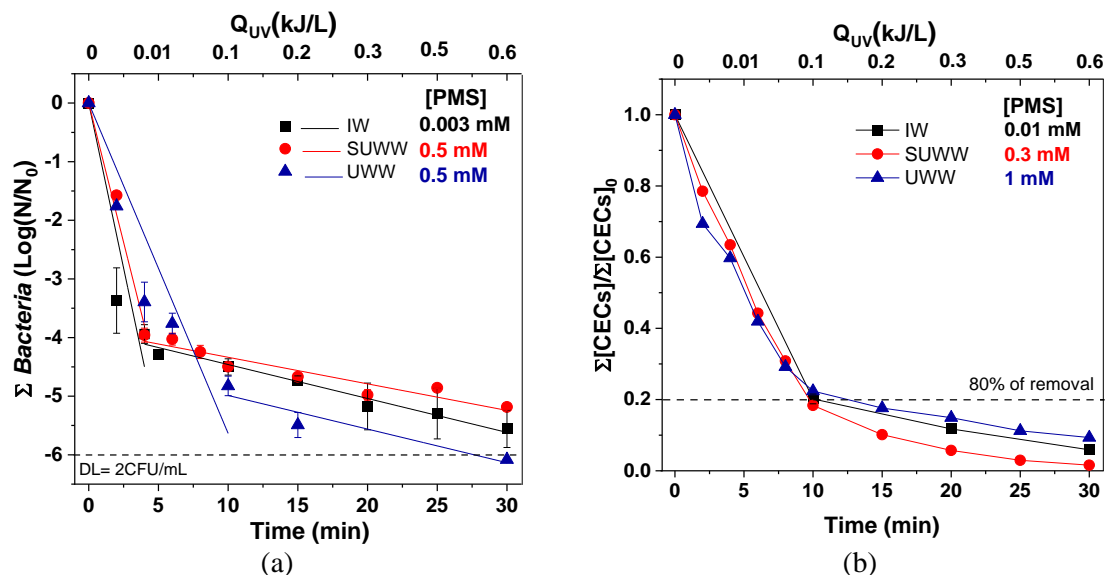 Q_UV(kJ/L)
0 0.01 0.1 0.2 0.3 0.5 0.6
[PMS]
IW 0.003 mM
SUWW 0.5 mM
UWW 0.5 mM
0
-1
-2
-3
-4
-5
-6
Σ Bacteria (Log(N/N₀)
DL= 2CFU/mL
0 5 10 15 20 25 30
Time (min)
(a)
Q_UV(kJ/L)
0 0.01 0.1 0.2 0.3 0.5 0.6
[PMS]
IW 0.01 mM
SUWW 0.3 mM
UWW 1 mM
1.0
0.8
0.6
0.4
0.2
0.0
Σ[CECs]/Σ[CECs]₀
80% of removal
0 5 10 15 20 25 30
Time (min)
(b)